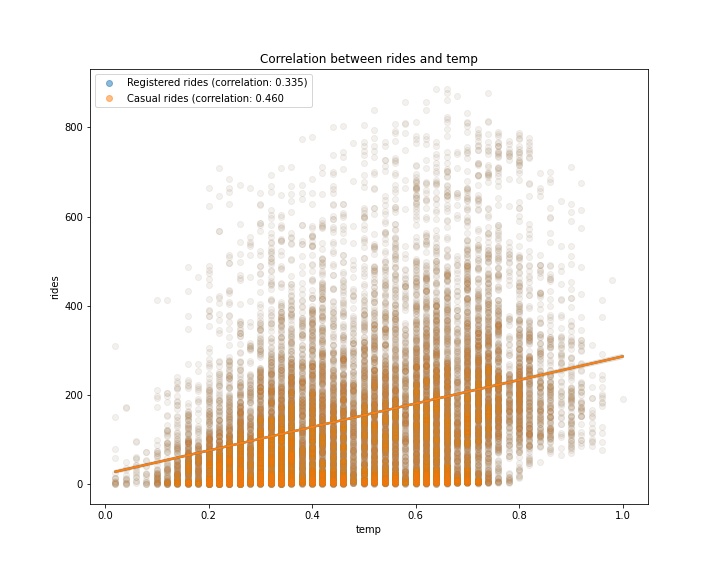 Correlation between rides and temp
Registered rides (correlation: 0.335)
Casual rides (correlation: 0.460
800
600
400
200
0
rides
0.0 0.2 0.4 0.6 0.8 1.0
temp